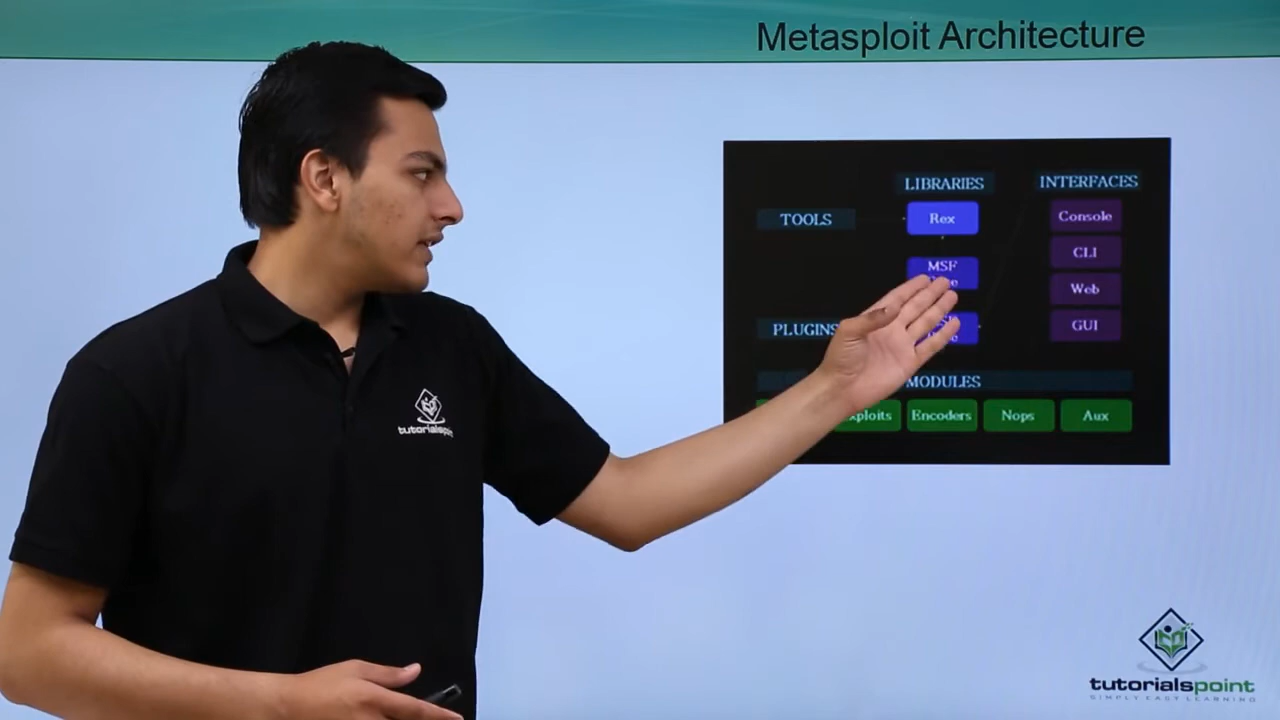 Metasploit Architecture
LIBRARIES
INTERFACES
TOOLS
Rex
Console
MSF
CLI
Web
PLUGINS
GUI
MODULES
Encoders
Nops
Aux
tutorialspoint
tutorialspoint
SIMPLY EASY LEARNING